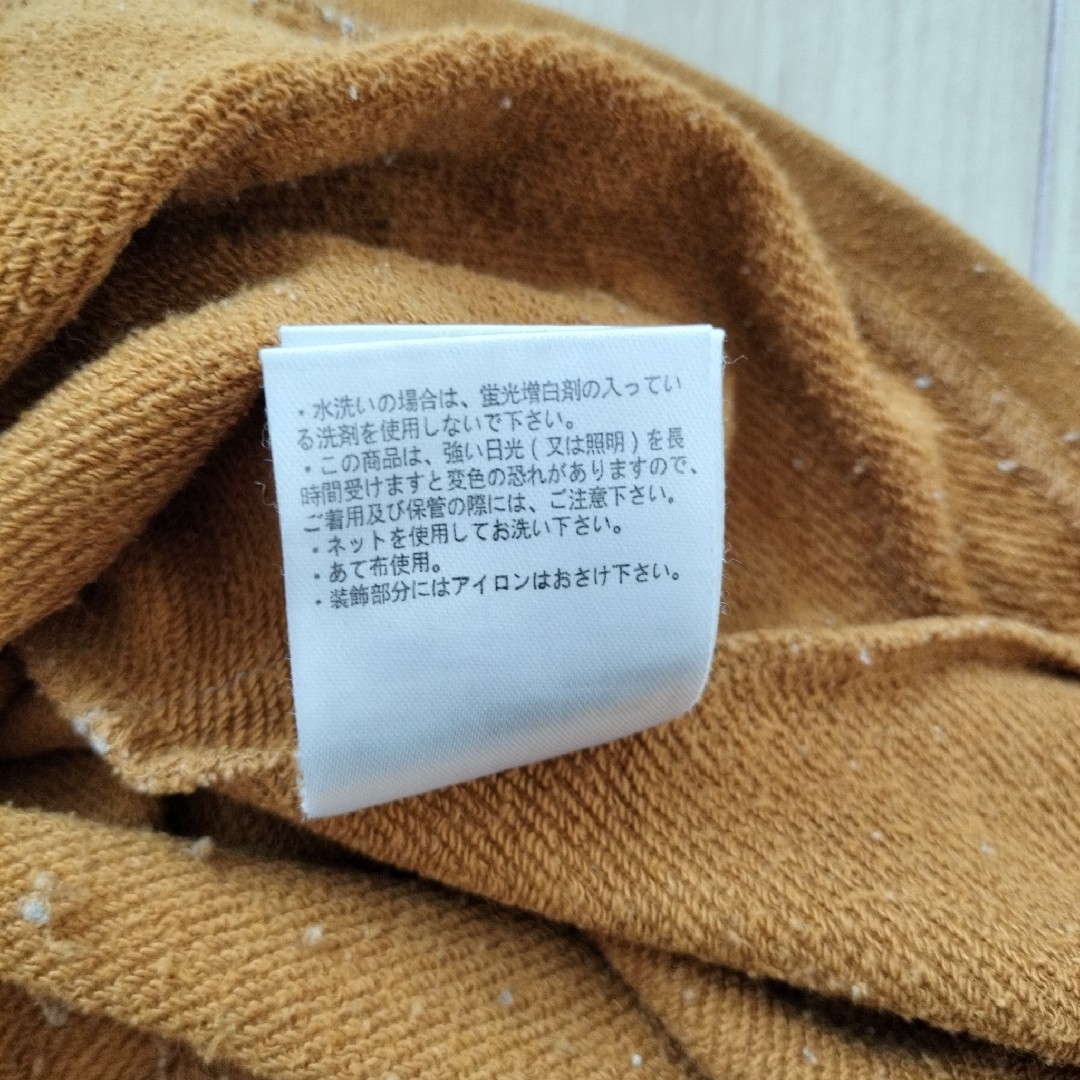 ・水洗いの場合は、蛍光増白剤の入ってい
る洗剤を使用しないで下さい。
・この商品は、強い日光(又は照明)を長
時間受けますと変色の恐れがありますので、
ご着用及び保管の際には、ご注意下さい。
・ネットを使用してお洗い下さい。
・あて布使用。
・装飾部分にはアイロンはおさけ下さい。